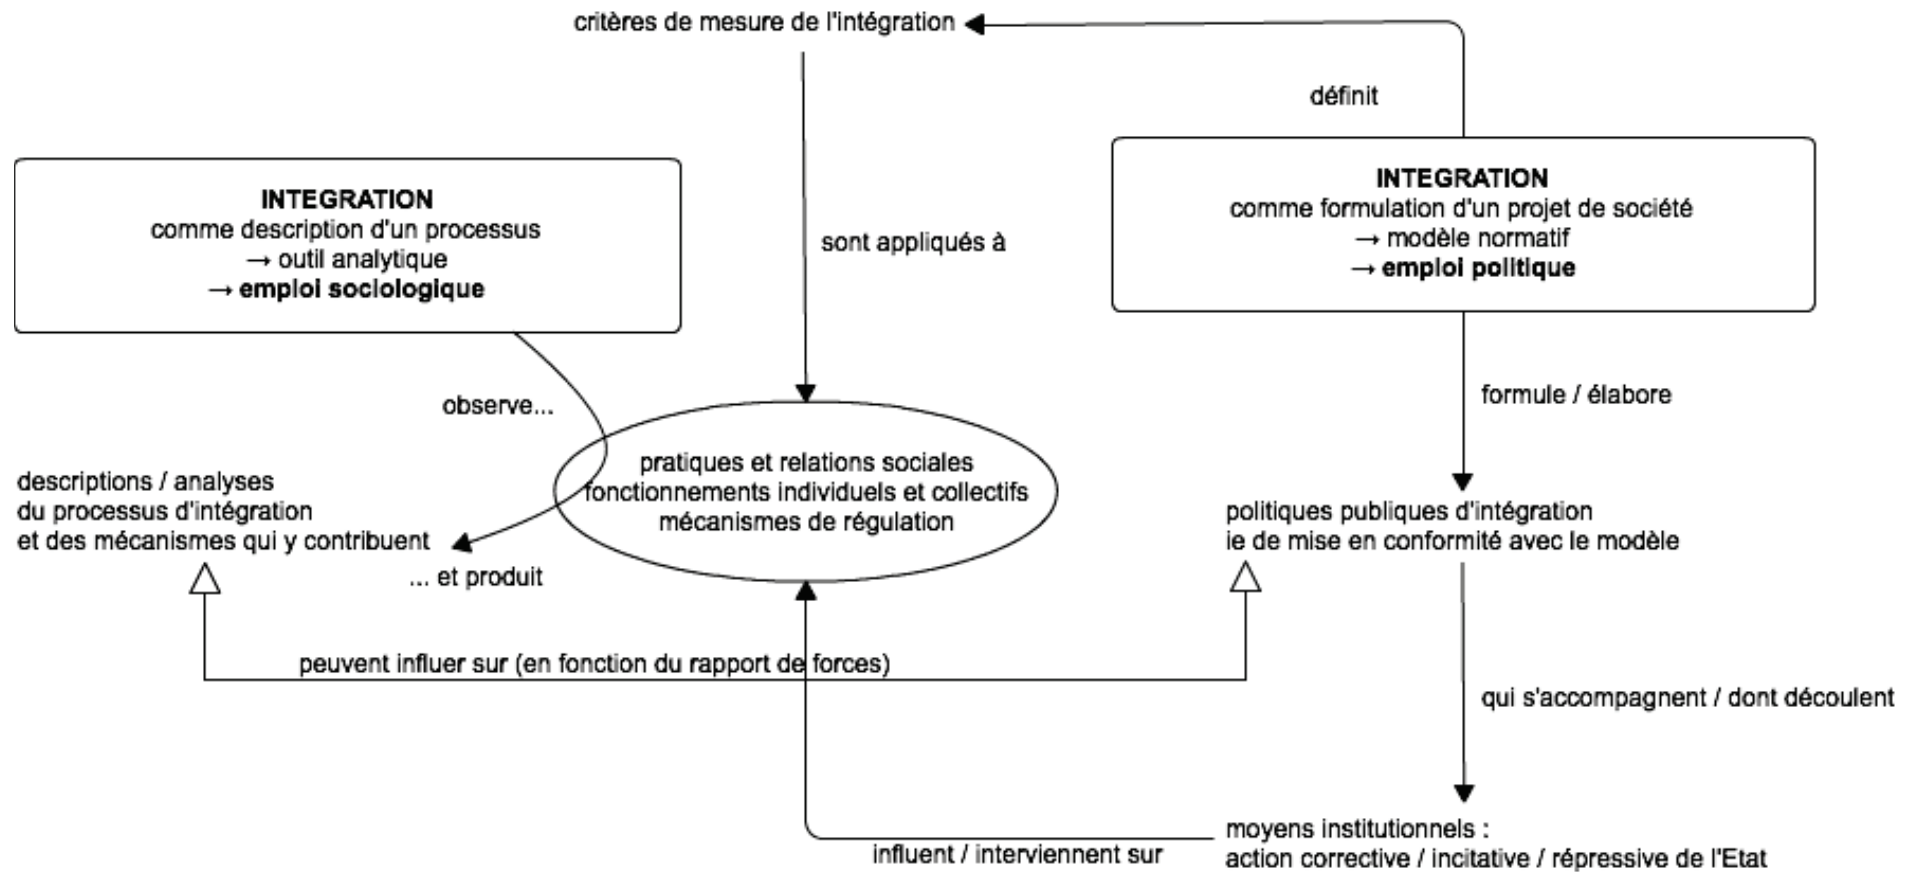 critères de mesure de l'intégration
définit
INTEGRATION
comme description d'un processus
→ outil analytique
→ emploi sociologique
INTEGRATION
comme formulation d'un projet de société
→ modèle normatif
→ emploi politique
sont appliqués à
observe...
formule / élabore
pratiques et relations sociales
fonctionnements individuels et collectifs
mécanismes de régulation
descriptions / analyses
du processus d'intégration
et des mécanismes qui y contribuent
... et produit
politiques publiques d'intégration
ie de mise en conformité avec le modèle
peuvent influer sur (en fonction du rapport de forces)
qui s'accompagnent / dont découlent
moyens institutionnels :
action corrective / incitative / répressive de l'Etat
influent / interviennent sur